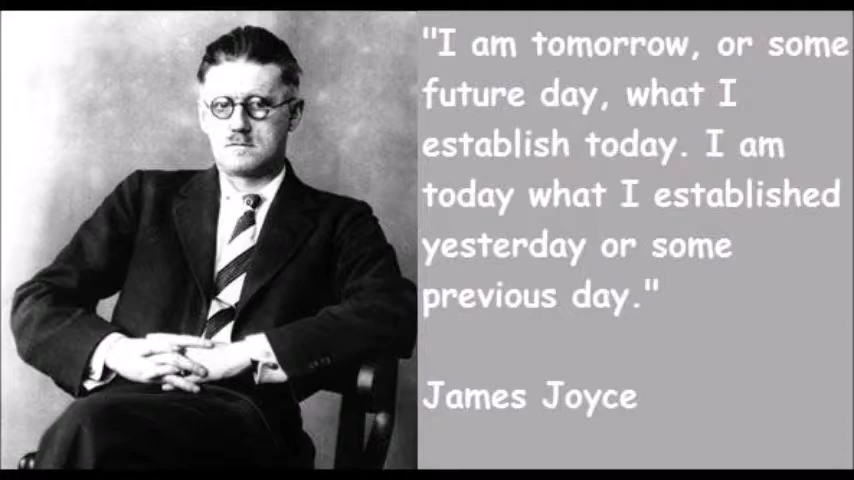 "I am tomorrow, or some
future day, what I
establish today. I am
today what I established
yesterday or some
previous day."
James Joyce